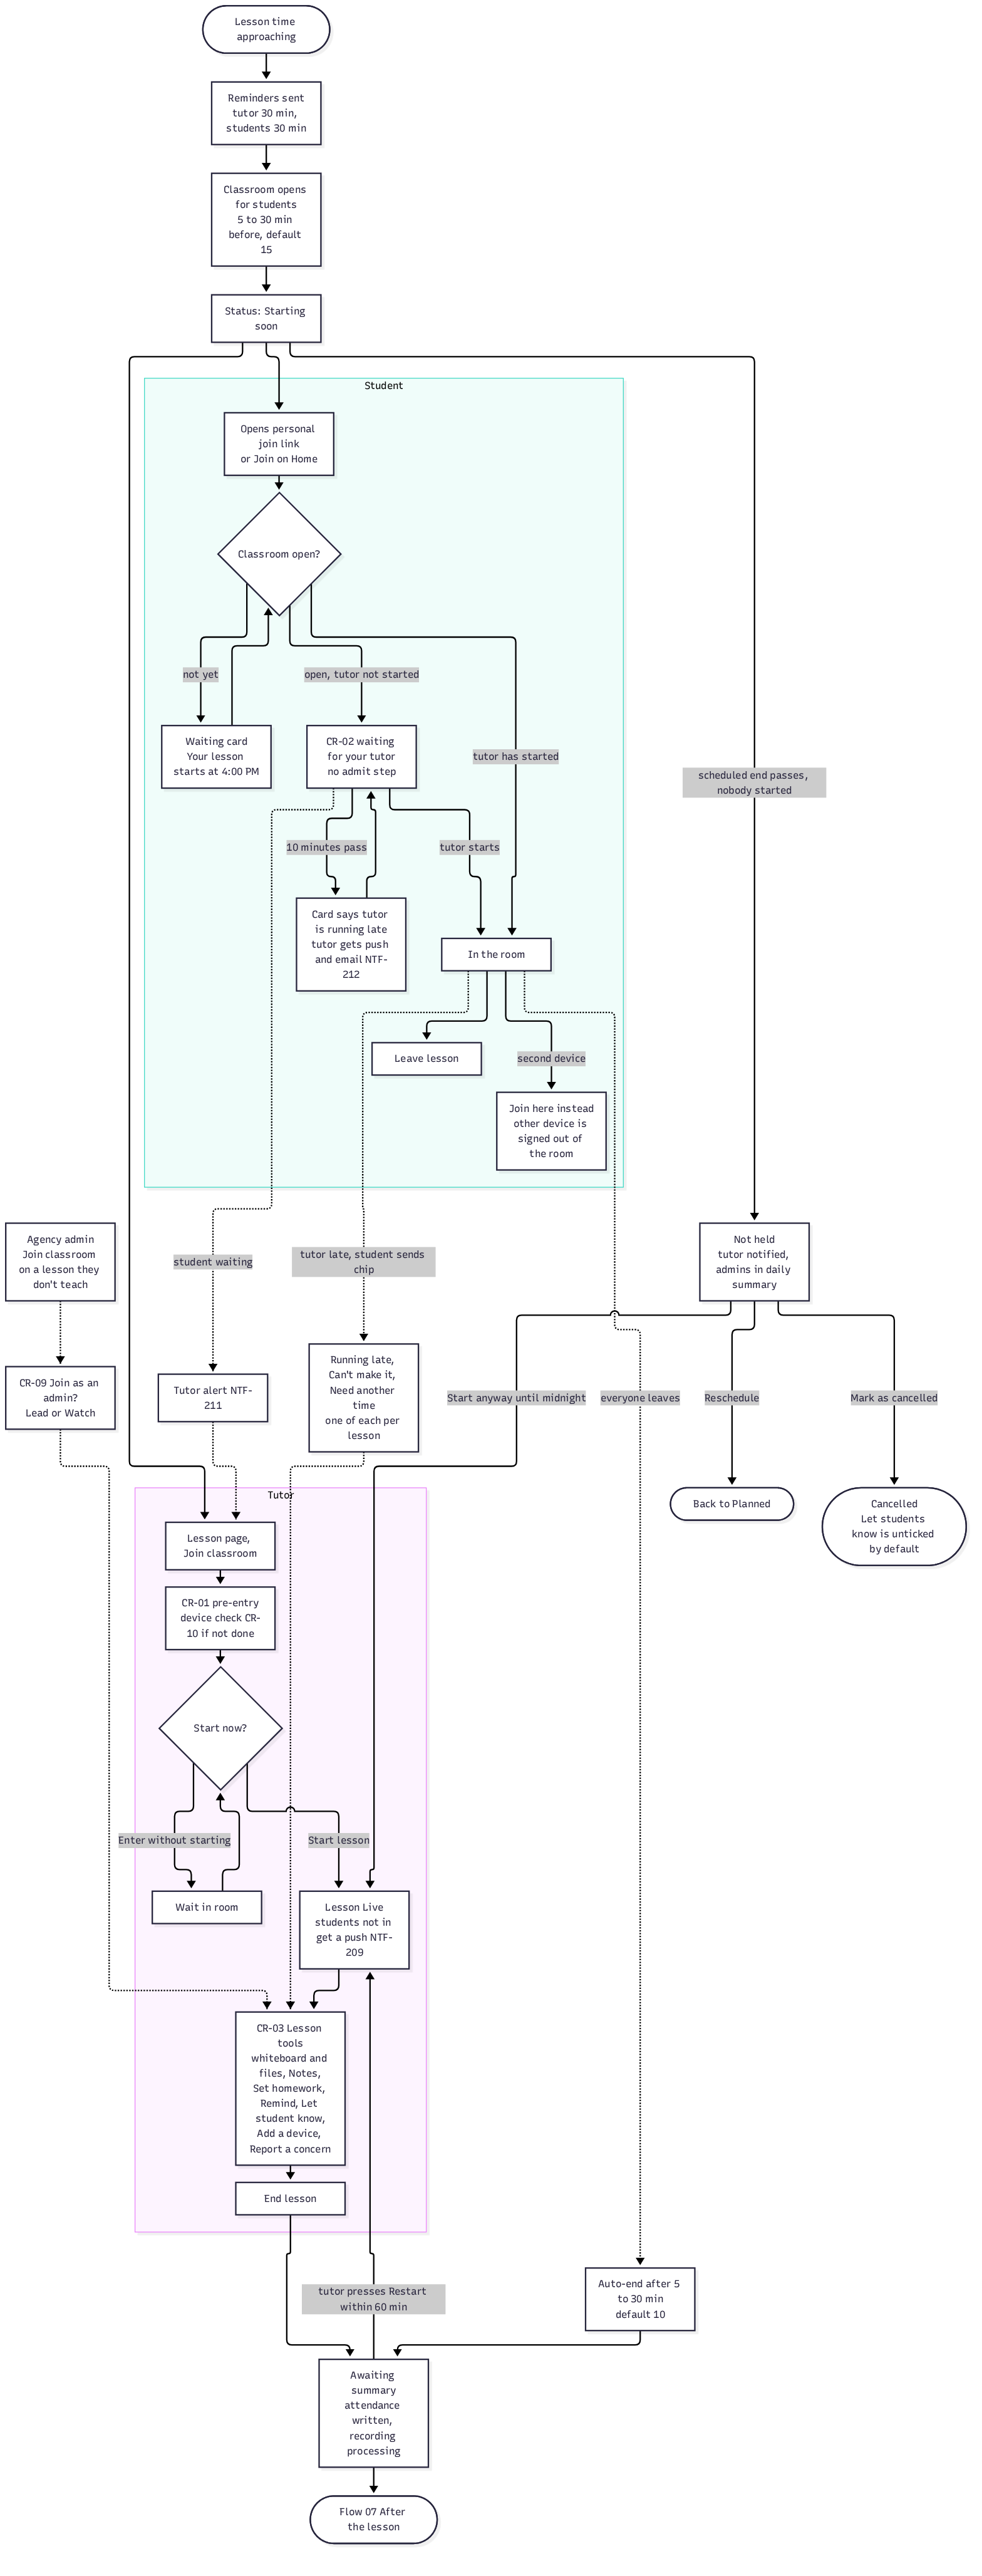 Lesson time
approaching
Reminders sent
tutor 30 min,
students 30 min
Classroom opens
for students
5 to 30 min
before, default
15
Status: Starting
soon
Student
Opens personal
join link
or Join on Home
Classroom open?
not yet
open, tutor not started
Waiting card
Your lesson
starts at 4:00 PM
CR-02 waiting
for your tutor
no admit step
tutor has started
scheduled end passes,
nobody started
10 minutes pass
tutor starts
Card says tutor
is running late
tutor gets push
and email NTF-
212
In the room
Leave lesson
second device
Join here instead
other device is
signed out of
the room
Agency admin
Join classroom
on a lesson they
don't teach
student waiting
tutor late, student sends
chip
Not held
tutor notified,
admins in daily
summary
CR-09 Join as an
admin?
Lead or Watch
Tutor alert NTF-
211
Running late,
Can't make it,
Need another
time
one of each per
lesson
Start anyway until midnight
everyone leaves
Reschedule
Mark as cancelled
Back to Planned
Cancelled
Let students
know is unticked
by default
Tutor
Lesson page,
Join classroom
CR-01 pre-entry
device check CR-
10 if not done
Start now?
Enter without starting
Start lesson
Wait in room
Lesson Live
students not in
get a push NTF-
209
CR-03 Lesson
tools
whiteboard and
files, Notes,
Set homework,
Remind, Let
student know,
Add a device,
Report a concern
End lesson
tutor presses Restart
within 60 min
Auto-end after 5
to 30 min
default 10
Awaiting
summary
attendance
written,
recording
processing
Flow 07 After
the lesson